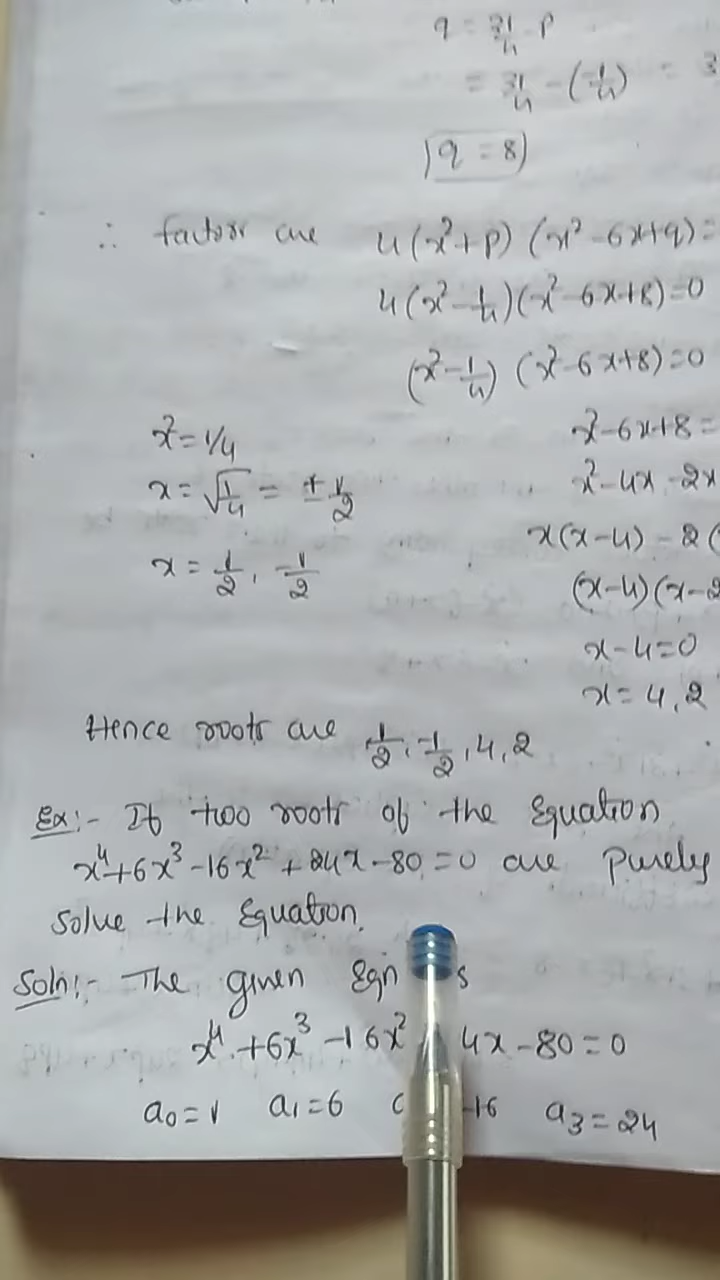 q = 31/4 - P
= 31/4 - (-1/4) = 3
q = 8
∴ factor are 4(x²+P) (x²-6x+q)=
4(x²-1/4)(x²-6x+8)=0
(x²-1/4) (x²-6x+8)=0
x²=1/4
x²-6x+8=
x=√1/4 = ±1/2
x²-4x-2x
x(x-4)-2(
x=1/2, -1/2
(x-4)(x-2
x-4=0
x=4,2
Hence roots are 1/2, -1/2, 4, 2
Ex:- If two roots of the Equation
x⁴+6x³-16x²+24x-80=0 are Purely
Solve the Equation.
Soln:- The given Eqn s
x⁴+6x³-16x² 4x-80=0
a₀=1 a₁=6 -16 a₃=24